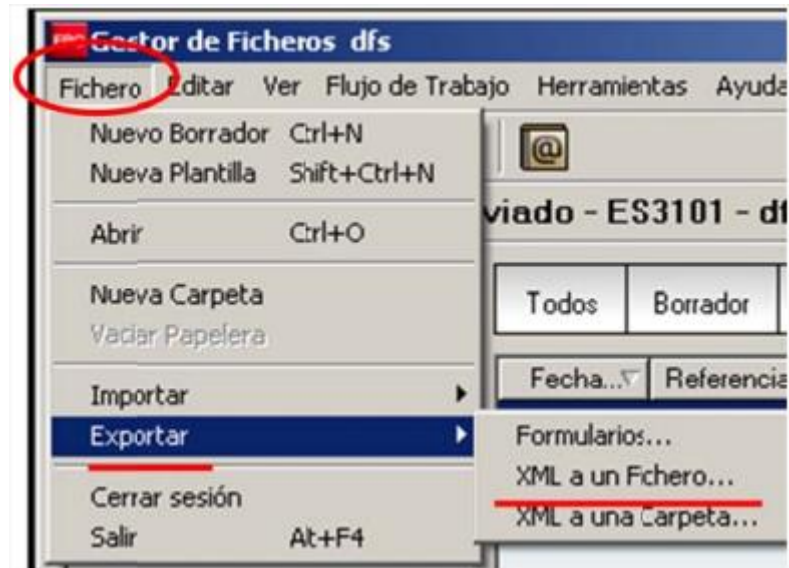 Gestor de Ficheros dfs
Fichero Editar Ver Flujo de Trabajo Herramientas Ayuda
Nuevo Borrador Ctrl+N
Nueva Plantilla Shift+Ctrl+N
viado - ES3101 - df
Abrir Ctrl+O
Nueva Carpeta
Vaciar Papelera
Todos Borrador
Fecha... Referencia
Importar
Exportar
Formularios...
XML a un Fichero...
XML a una Carpeta...
Cerrar sesión
Salir Alt+F4